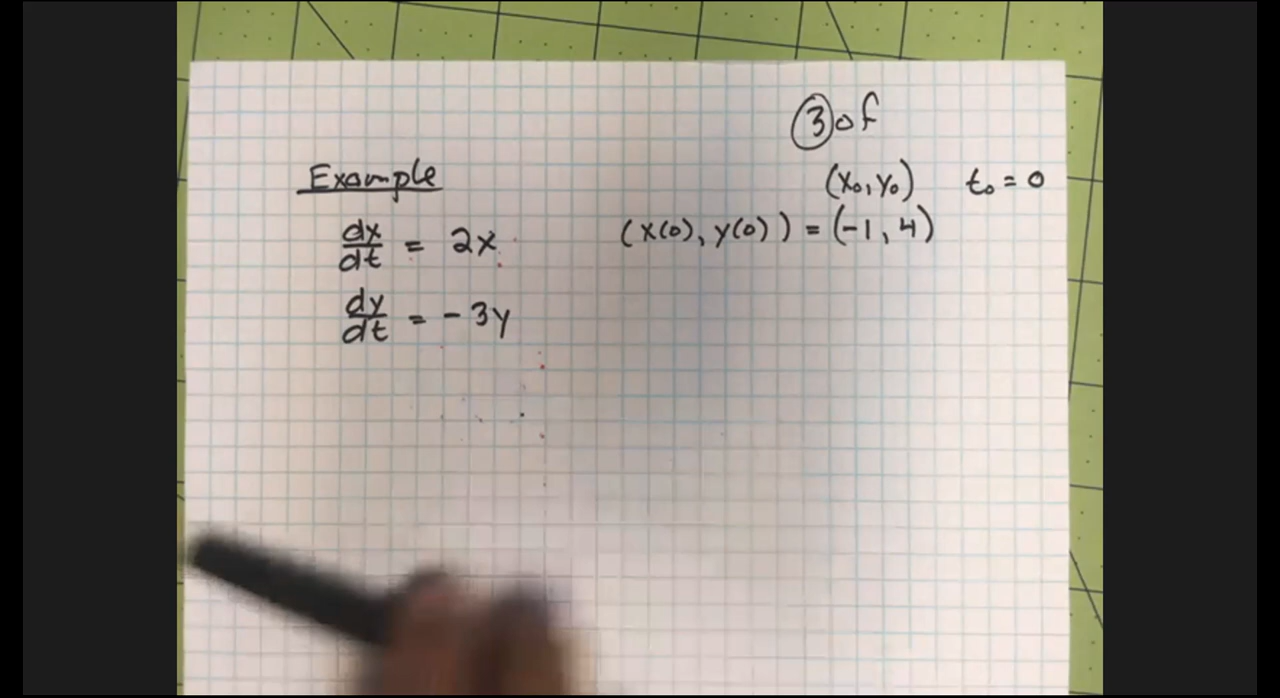 ③ of
Example
(x₀, y₀) t₀ = 0
dx/dt = 2x (x(0), y(0)) = (-1, 4)
dy/dt = -3y